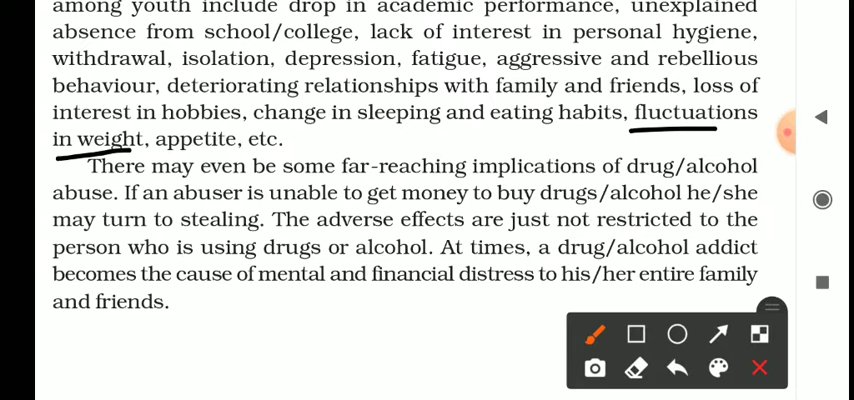 among youth include drop in academic performance, unexplained
absence from school/college, lack of interest in personal hygiene,
withdrawal, isolation, depression, fatigue, aggressive and rebellious
behaviour, deteriorating relationships with family and friends, loss of
interest in hobbies, change in sleeping and eating habits, fluctuations
in weight, appetite, etc.
There may even be some far-reaching implications of drug/alcohol
abuse. If an abuser is unable to get money to buy drugs/alcohol he/she
may turn to stealing. The adverse effects are just not restricted to the
person who is using drugs or alcohol. At times, a drug/alcohol addict
becomes the cause of mental and financial distress to his/her entire family
and friends.